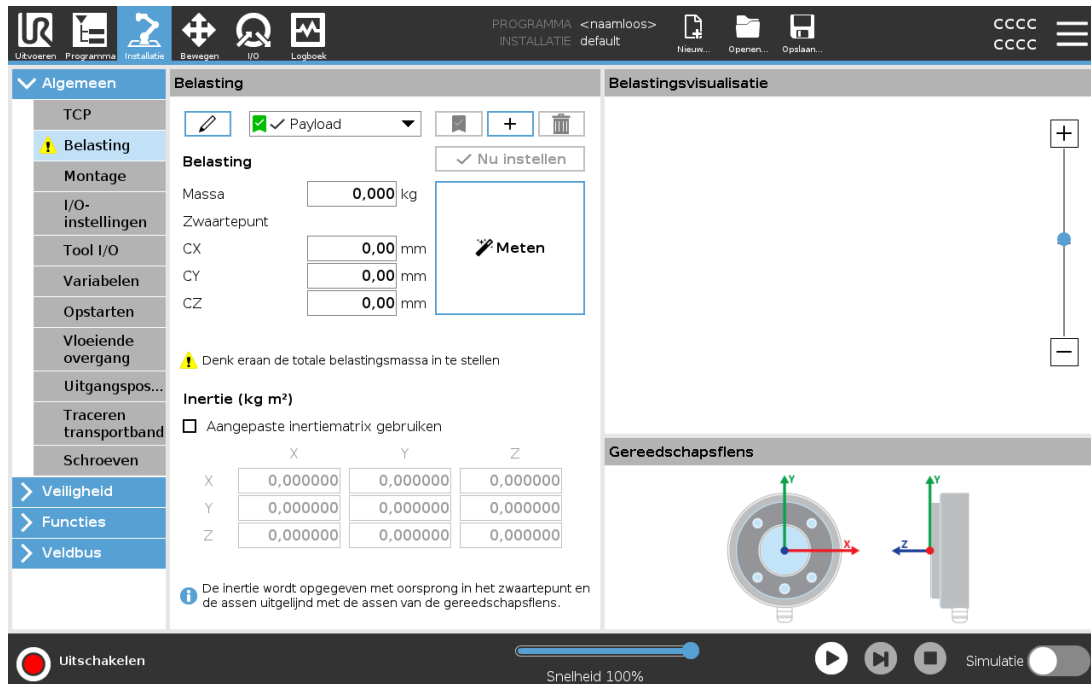 PROGRAMMA <naamloos>
INSTALLATIE default
CCCC
CCCC
Uitvoeren Programma Installatie Bewegen I/O Logboek Nieuw... Openen... Opslaan...
Algemeen
TCP
Belasting
Montage
I/O-
instellingen
Tool I/O
Variabelen
Opstarten
Vloeiende
overgang
Uitgangspos...
Traceren
transportband
Schroeven
Veiligheid
Functies
Veldbus
Belasting
Payload
Belasting
Nu instellen
Massa 0,000 kg
Zwaartepunt
CX 0,00 mm
CY 0,00 mm
CZ 0,00 mm
Meten
Denk eraan de totale belastingsmassa in te stellen
Inertie (kg m²)
Aangepaste inertiematrix gebruiken
X Y Z
X 0,000000 0,000000 0,000000
Y 0,000000 0,000000 0,000000
Z 0,000000 0,000000 0,000000
De inertie wordt opgegeven met oorsprong in het zwaartepunt en
de assen uitgelijnd met de assen van de gereedschapsflens.
Belastingsvisualisatie
Gereedschapsflens
Y
X
Y
Z
Uitschakelen
Snelheid 100%
Simulatie